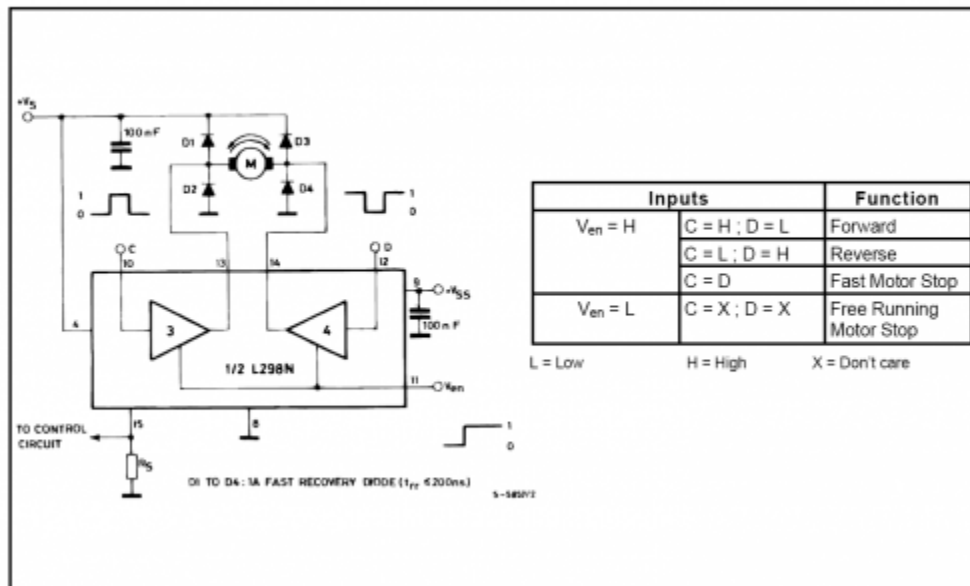 +VS
100nF
D1
D3
M
D2
D4
1
0
1
0
C
D
10
13
14
12
9
+VSS
100nF
4
3
4
1/2 L298N
11
Ven
15
8
TO CONTROL
CIRCUIT
RS
1
0
D1 TO D4 : 1A FAST RECOVERY DIODE (trr ≤ 200ns)
S-5857/2
Inputs Function
Ven = H C = H ; D = L Forward
C = L ; D = H Reverse
C = D Fast Motor Stop
Ven = L C = X ; D = X Free Running
Motor Stop
L = Low H = High X = Don't care